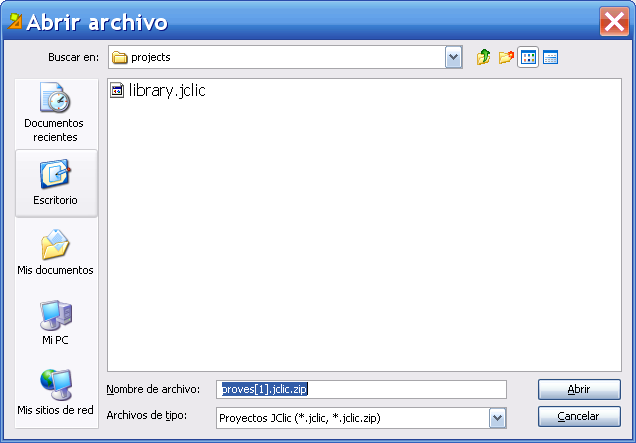 Abrir archivo
Buscar en: projects
library.jclic
Documentos
recientes
Escritorio
Mis documentos
Mi PC
Mis sitios de red
Nombre de archivo: proves[1].jclic.zip Abrir
Archivos de tipo: Proyectos JClic (*.jclic, *.jclic.zip) Cancelar